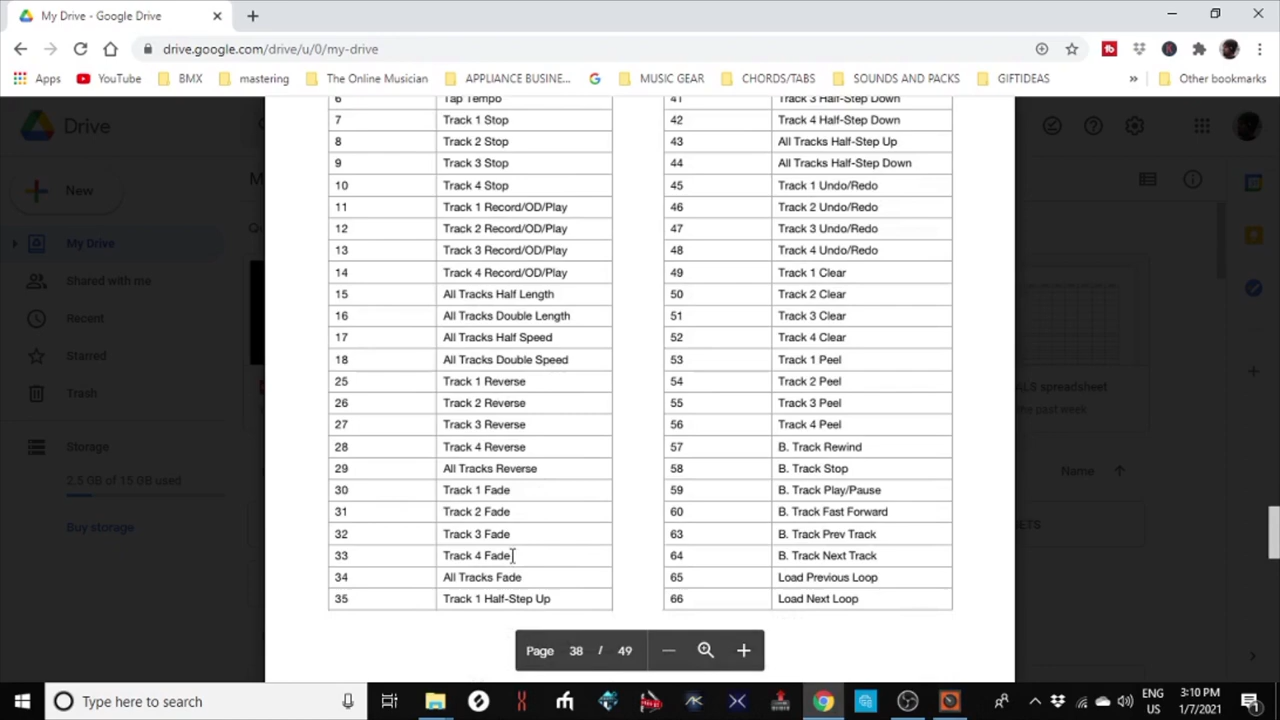 My Drive - Google Drive
drive.google.com/drive/u/0/my-drive
Apps YouTube BMX mastering The Online Musician APPLIANCE BUSINE... MUSIC GEAR CHORDS/TABS SOUNDS AND PACKS GIFTIDEAS » Other bookmarks
Drive
New
My Drive
Shared with me
Recent
Starred
Trash
Storage
2.5 GB of 15 GB used
Buy storage
6 Tap Tempo
7 Track 1 Stop
8 Track 2 Stop
9 Track 3 Stop
10 Track 4 Stop
11 Track 1 Record/OD/Play
12 Track 2 Record/OD/Play
13 Track 3 Record/OD/Play
14 Track 4 Record/OD/Play
15 All Tracks Half Length
16 All Tracks Double Length
17 All Tracks Half Speed
18 All Tracks Double Speed
25 Track 1 Reverse
26 Track 2 Reverse
27 Track 3 Reverse
28 Track 4 Reverse
29 All Tracks Reverse
30 Track 1 Fade
31 Track 2 Fade
32 Track 3 Fade
33 Track 4 Fade
34 All Tracks Fade
35 Track 1 Half-Step Up
41 Track 3 Half-Step Down
42 Track 4 Half-Step Down
43 All Tracks Half-Step Up
44 All Tracks Half-Step Down
45 Track 1 Undo/Redo
46 Track 2 Undo/Redo
47 Track 3 Undo/Redo
48 Track 4 Undo/Redo
49 Track 1 Clear
50 Track 2 Clear
51 Track 3 Clear
52 Track 4 Clear
53 Track 1 Peel
54 Track 2 Peel
55 Track 3 Peel
56 Track 4 Peel
57 B. Track Rewind
58 B. Track Stop
59 B. Track Play/Pause
60 B. Track Fast Forward
63 B. Track Prev Track
64 B. Track Next Track
65 Load Previous Loop
66 Load Next Loop
ALS spreadsheet
the past week
Name
ETS
Page 38 / 49
Type here to search
ENG
US
3:10 PM
1/7/2021